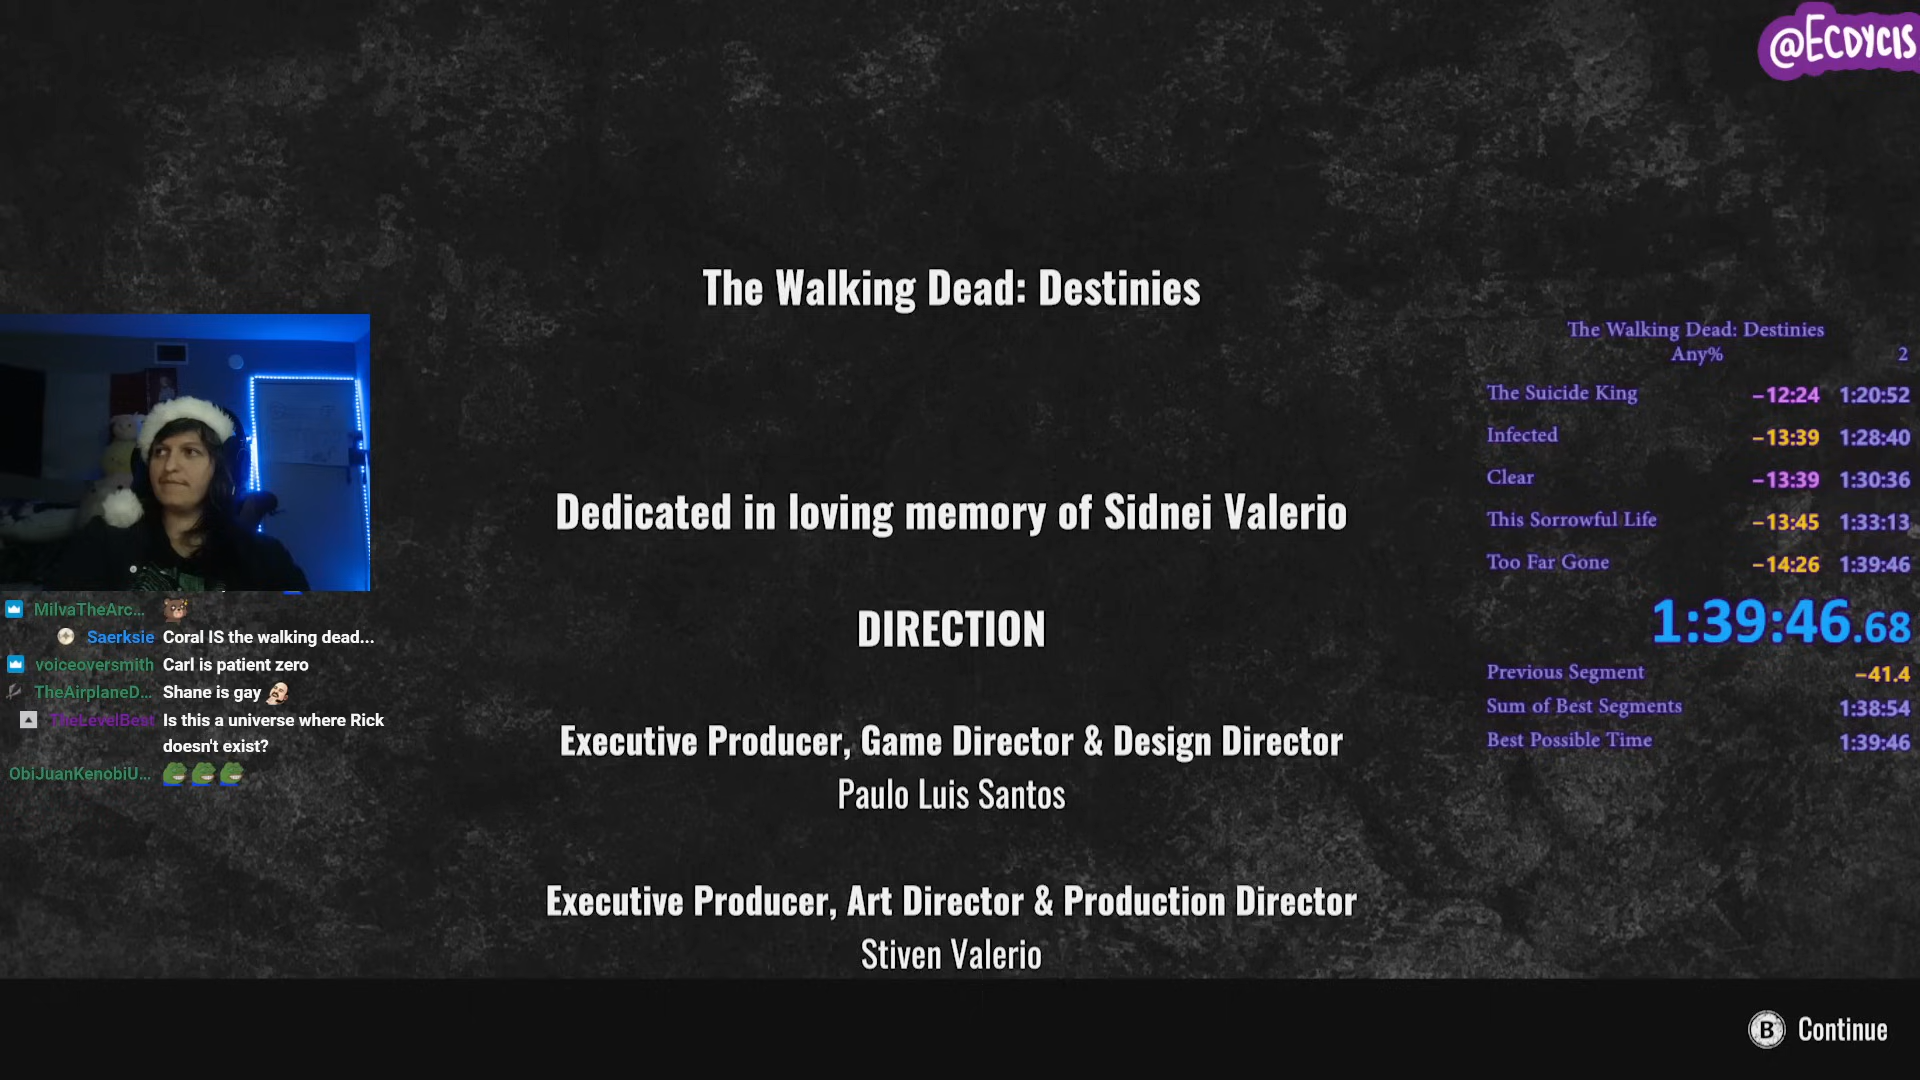 @ECDYCIS
The Walking Dead: Destinies
Dedicated in loving memory of Sidnei Valerio
DIRECTION
Executive Producer, Game Director & Design Director
Paulo Luis Santos
Executive Producer, Art Director & Production Director
Stiven Valerio
B Continue
The Walking Dead: Destinies
Any% 2
The Suicide King −12:24 1:20:52
Infected −13:39 1:28:40
Clear −13:39 1:30:36
This Sorrowful Life −13:45 1:33:13
Too Far Gone −14:26 1:39:46
1:39:46.68
Previous Segment −41.4
Sum of Best Segments 1:38:54
Best Possible Time 1:39:46
MilvaTheArc...
Saerksie Coral IS the walking dead...
voiceoversmith Carl is patient zero
TheAirplaneD... Shane is gay
TheLevelBest Is this a universe where Rick
doesn't exist?
ObiJuanKenobiU...